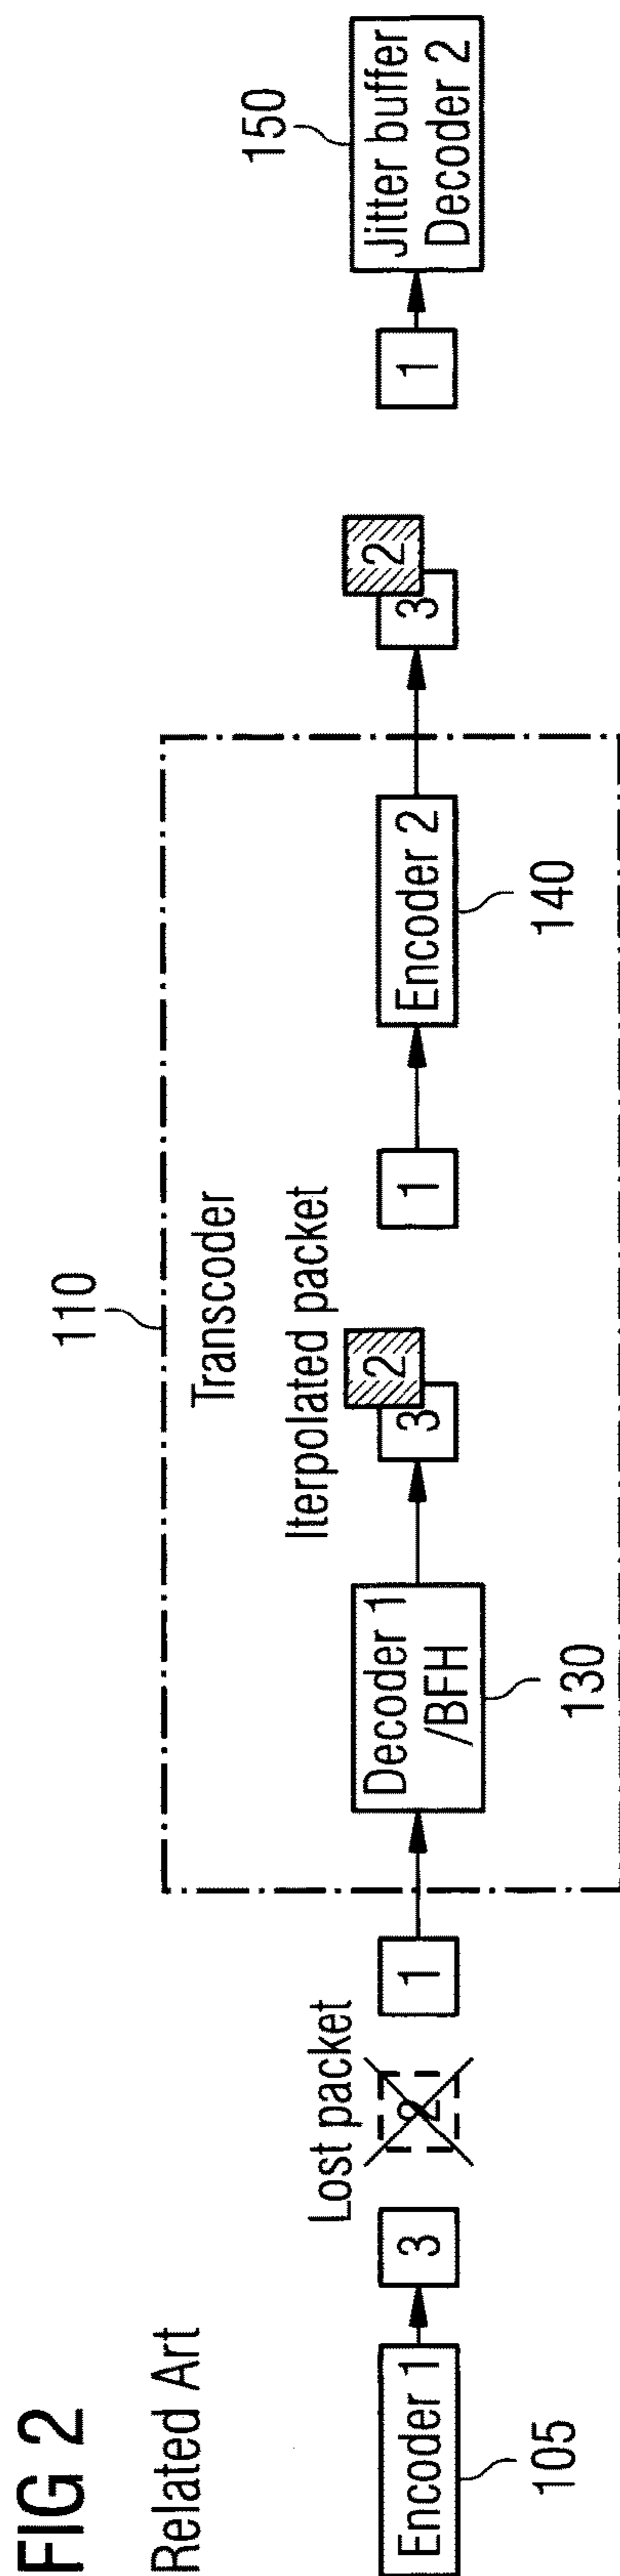 FIG 2
Related Art
Encoder 1
105
3
Lost packet
2
1
110
Transcoder
Decoder 1
/BFH
130
Iterpolated packet
3
2
1
Encoder 2
140
3
2
1
150
Jitter buffer
Decoder 2